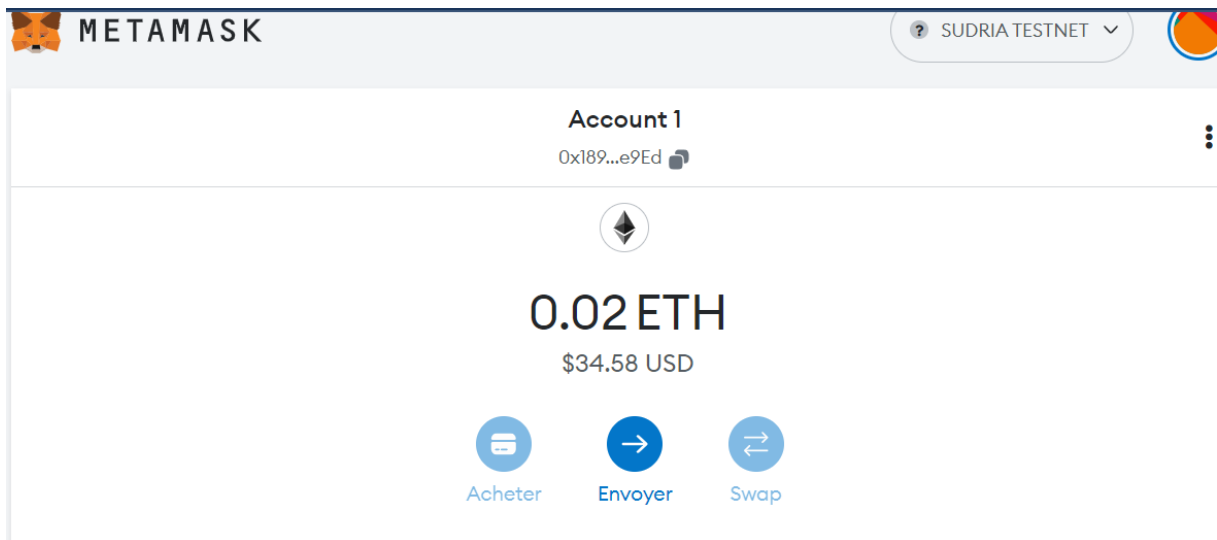 METAMASK
? SUDRIA TESTNET
Account 1
0x189...e9Ed
0.02 ETH
$34.58 USD
Acheter Envoyer Swap